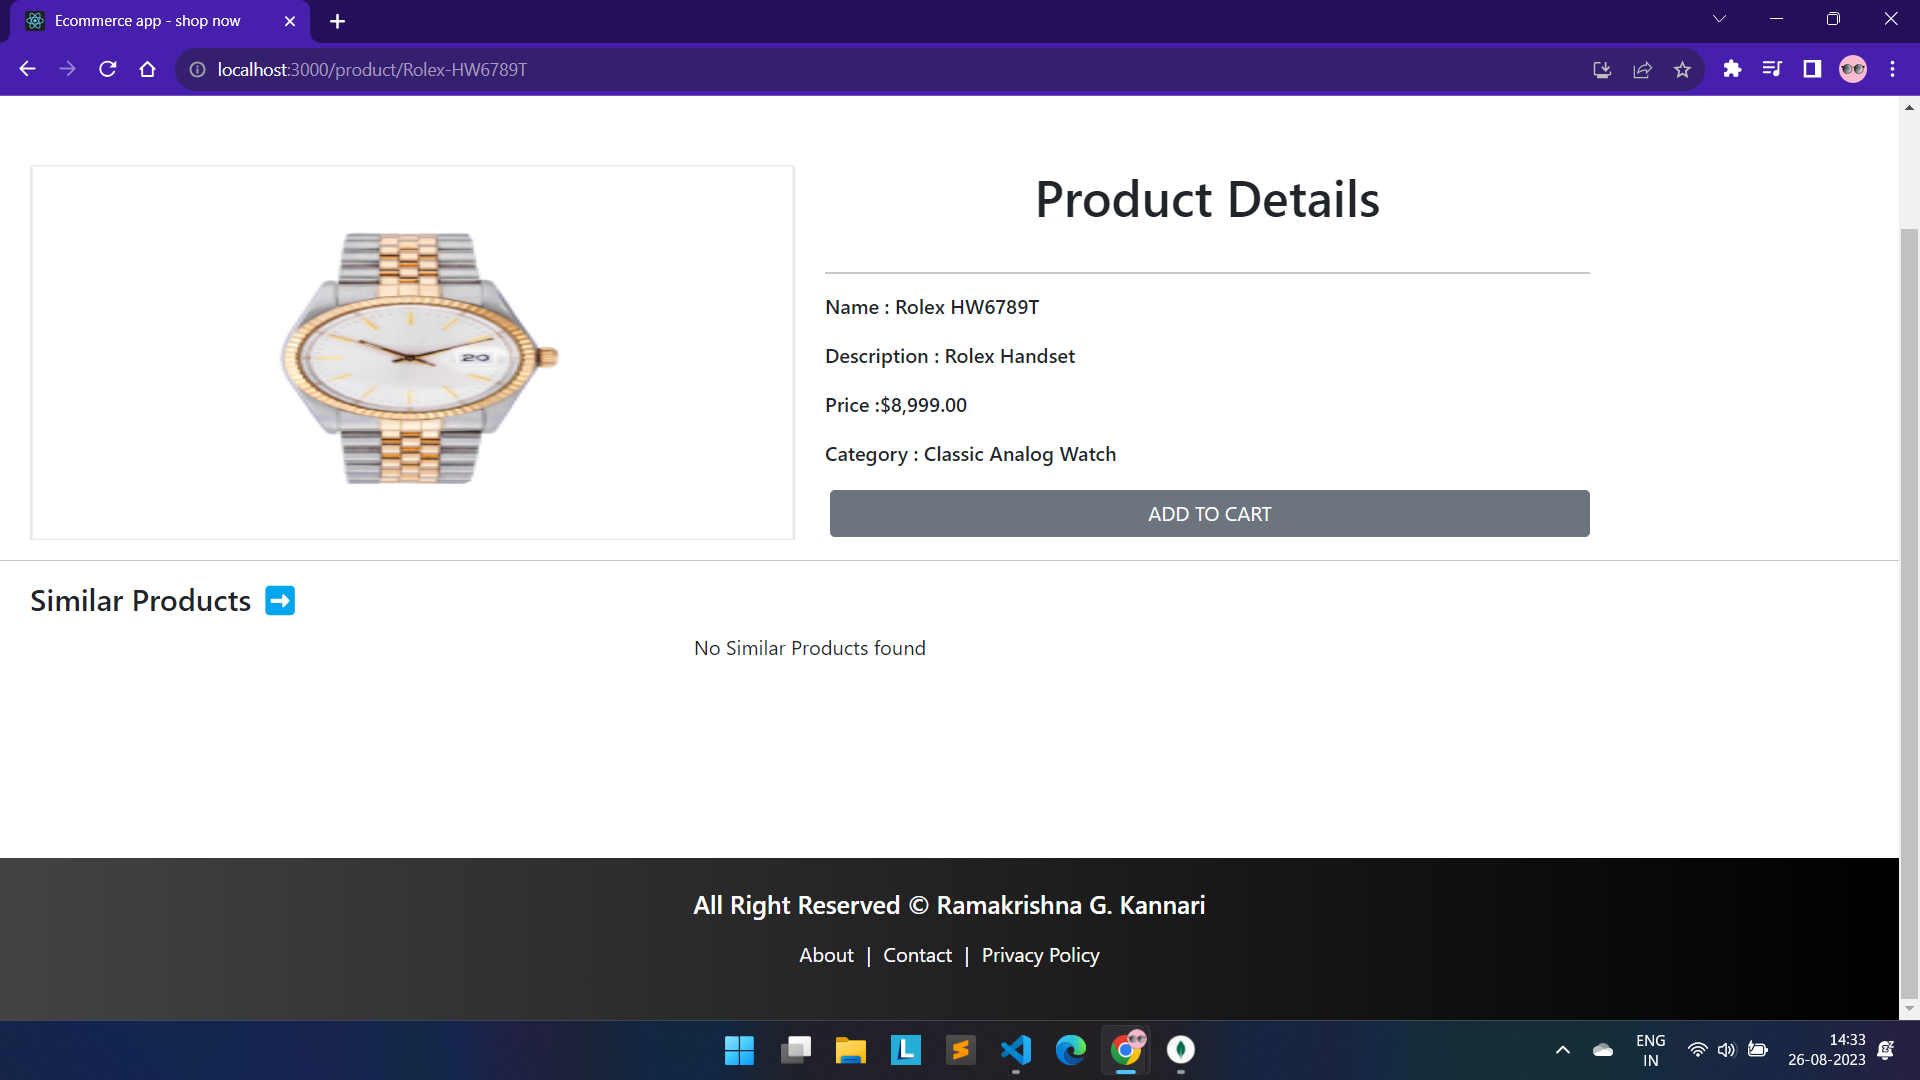 Ecommerce app - shop now
localhost:3000/product/Rolex-HW6789T
Product Details
Name : Rolex HW6789T
Description : Rolex Handset
Price :$8,999.00
Category : Classic Analog Watch
ADD TO CART
20
Similar Products ➡
No Similar Products found
All Right Reserved © Ramakrishna G. Kannari
About | Contact | Privacy Policy
L
ENG
IN
14:33
26-08-2023